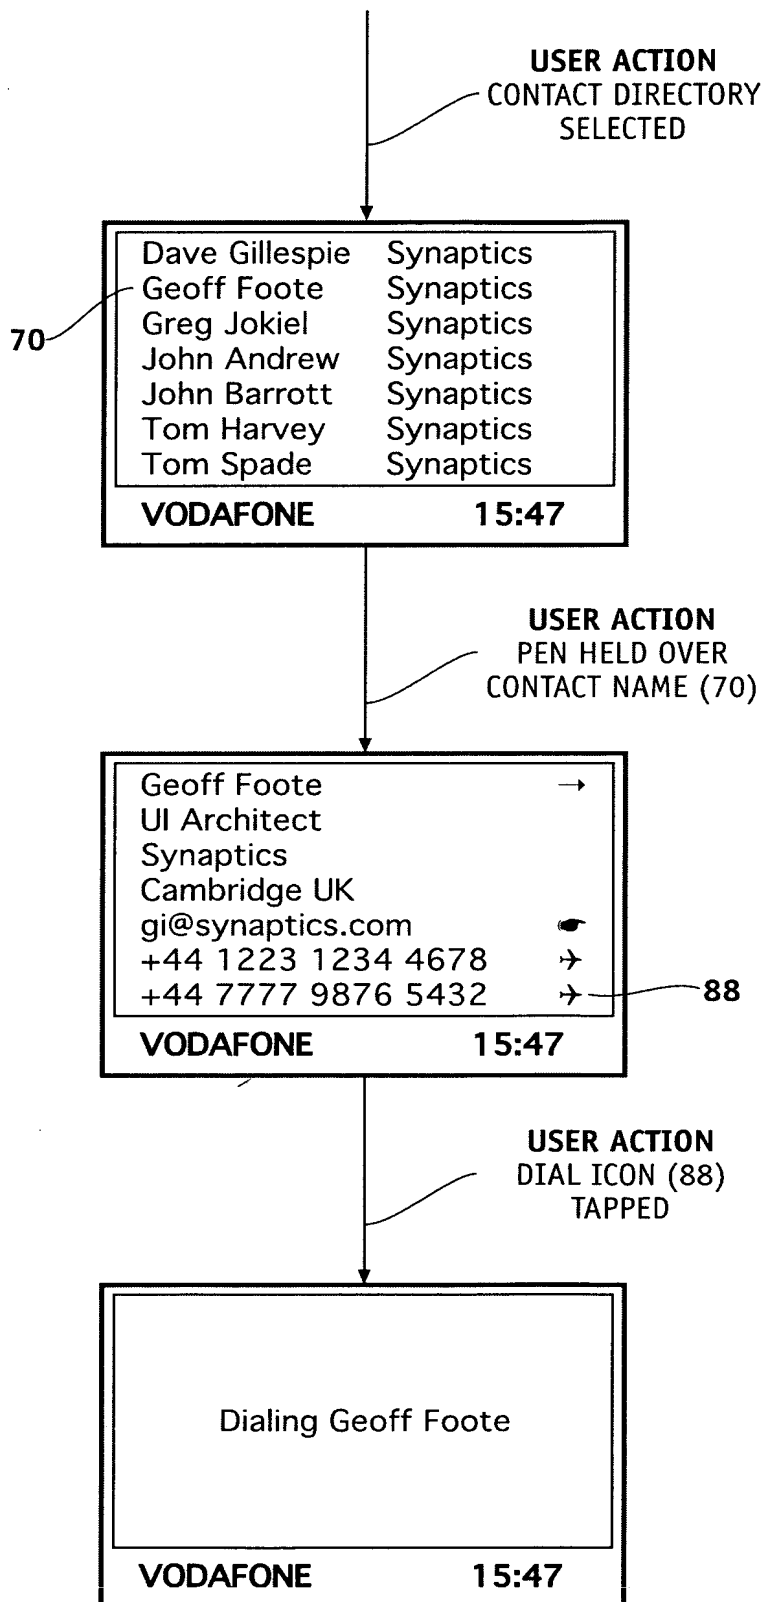 USER ACTION
CONTACT DIRECTORY
SELECTED
Dave Gillespie Synaptics
70 Geoff Foote Synaptics
Greg Jokiel Synaptics
John Andrew Synaptics
John Barrott Synaptics
Tom Harvey Synaptics
Tom Spade Synaptics
VODAFONE 15:47
USER ACTION
PEN HELD OVER
CONTACT NAME (70)
Geoff Foote →
UI Architect
Synaptics
Cambridge UK
gi@synaptics.com
+44 1223 1234 4678
+44 7777 9876 5432 88
VODAFONE 15:47
USER ACTION
DIAL ICON (88)
TAPPED
Dialing Geoff Foote
VODAFONE 15:47